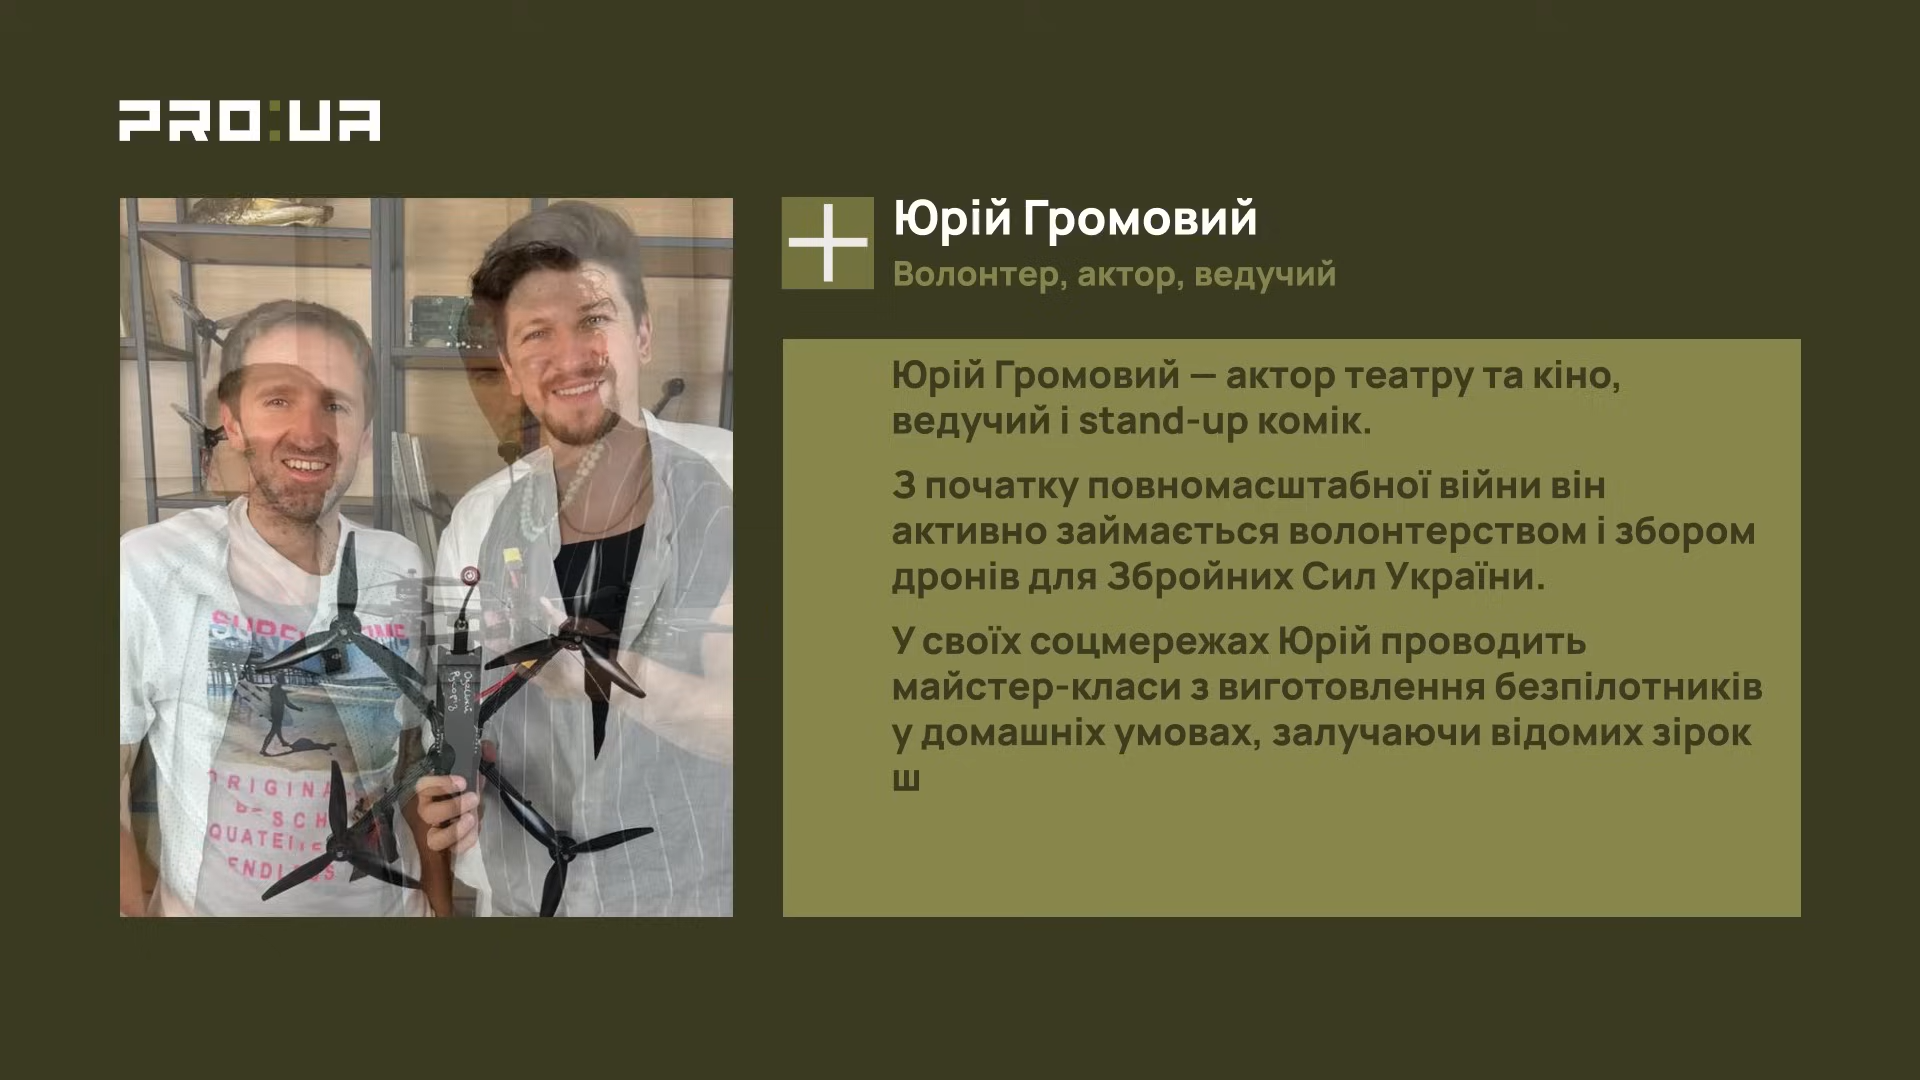 PRO:UA
Юрій Громовий
Волонтер, актор, ведучий
Юрій Громовий — актор театру та кіно,
ведучий і stand-up комік.
З початку повномасштабної війни він
активно займається волонтерством і збором
дронів для Збройних Сил України.
У своїх соцмережах Юрій проводить
майстер-класи з виготовлення безпілотників
у домашніх умовах, залучаючи відомих зірок
ш